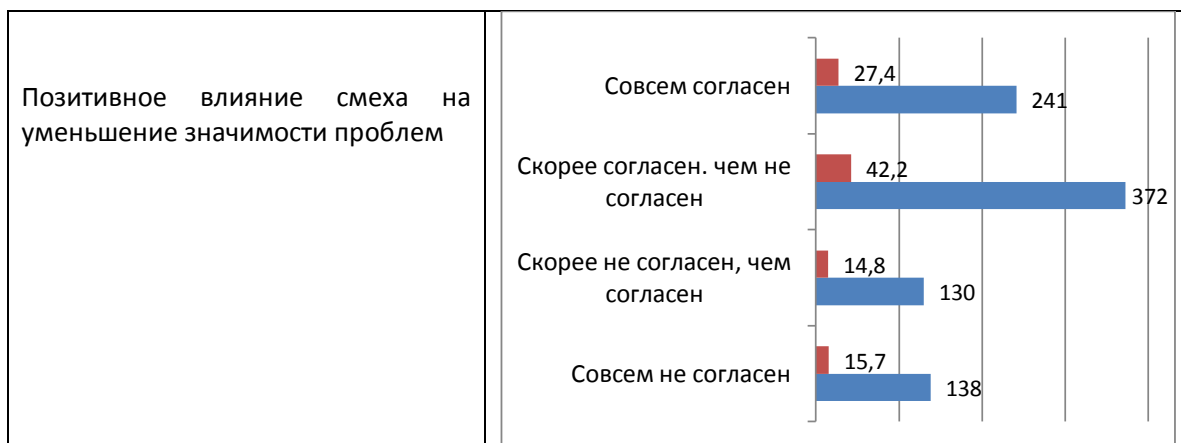 Позитивное влияние смеха на
уменьшение значимости проблем
Совсем согласен
27,4
241
Скорее согласен. чем не
согласен
42,2
372
Скорее не согласен, чем
согласен
14,8
130
Совсем не согласен
15,7
138